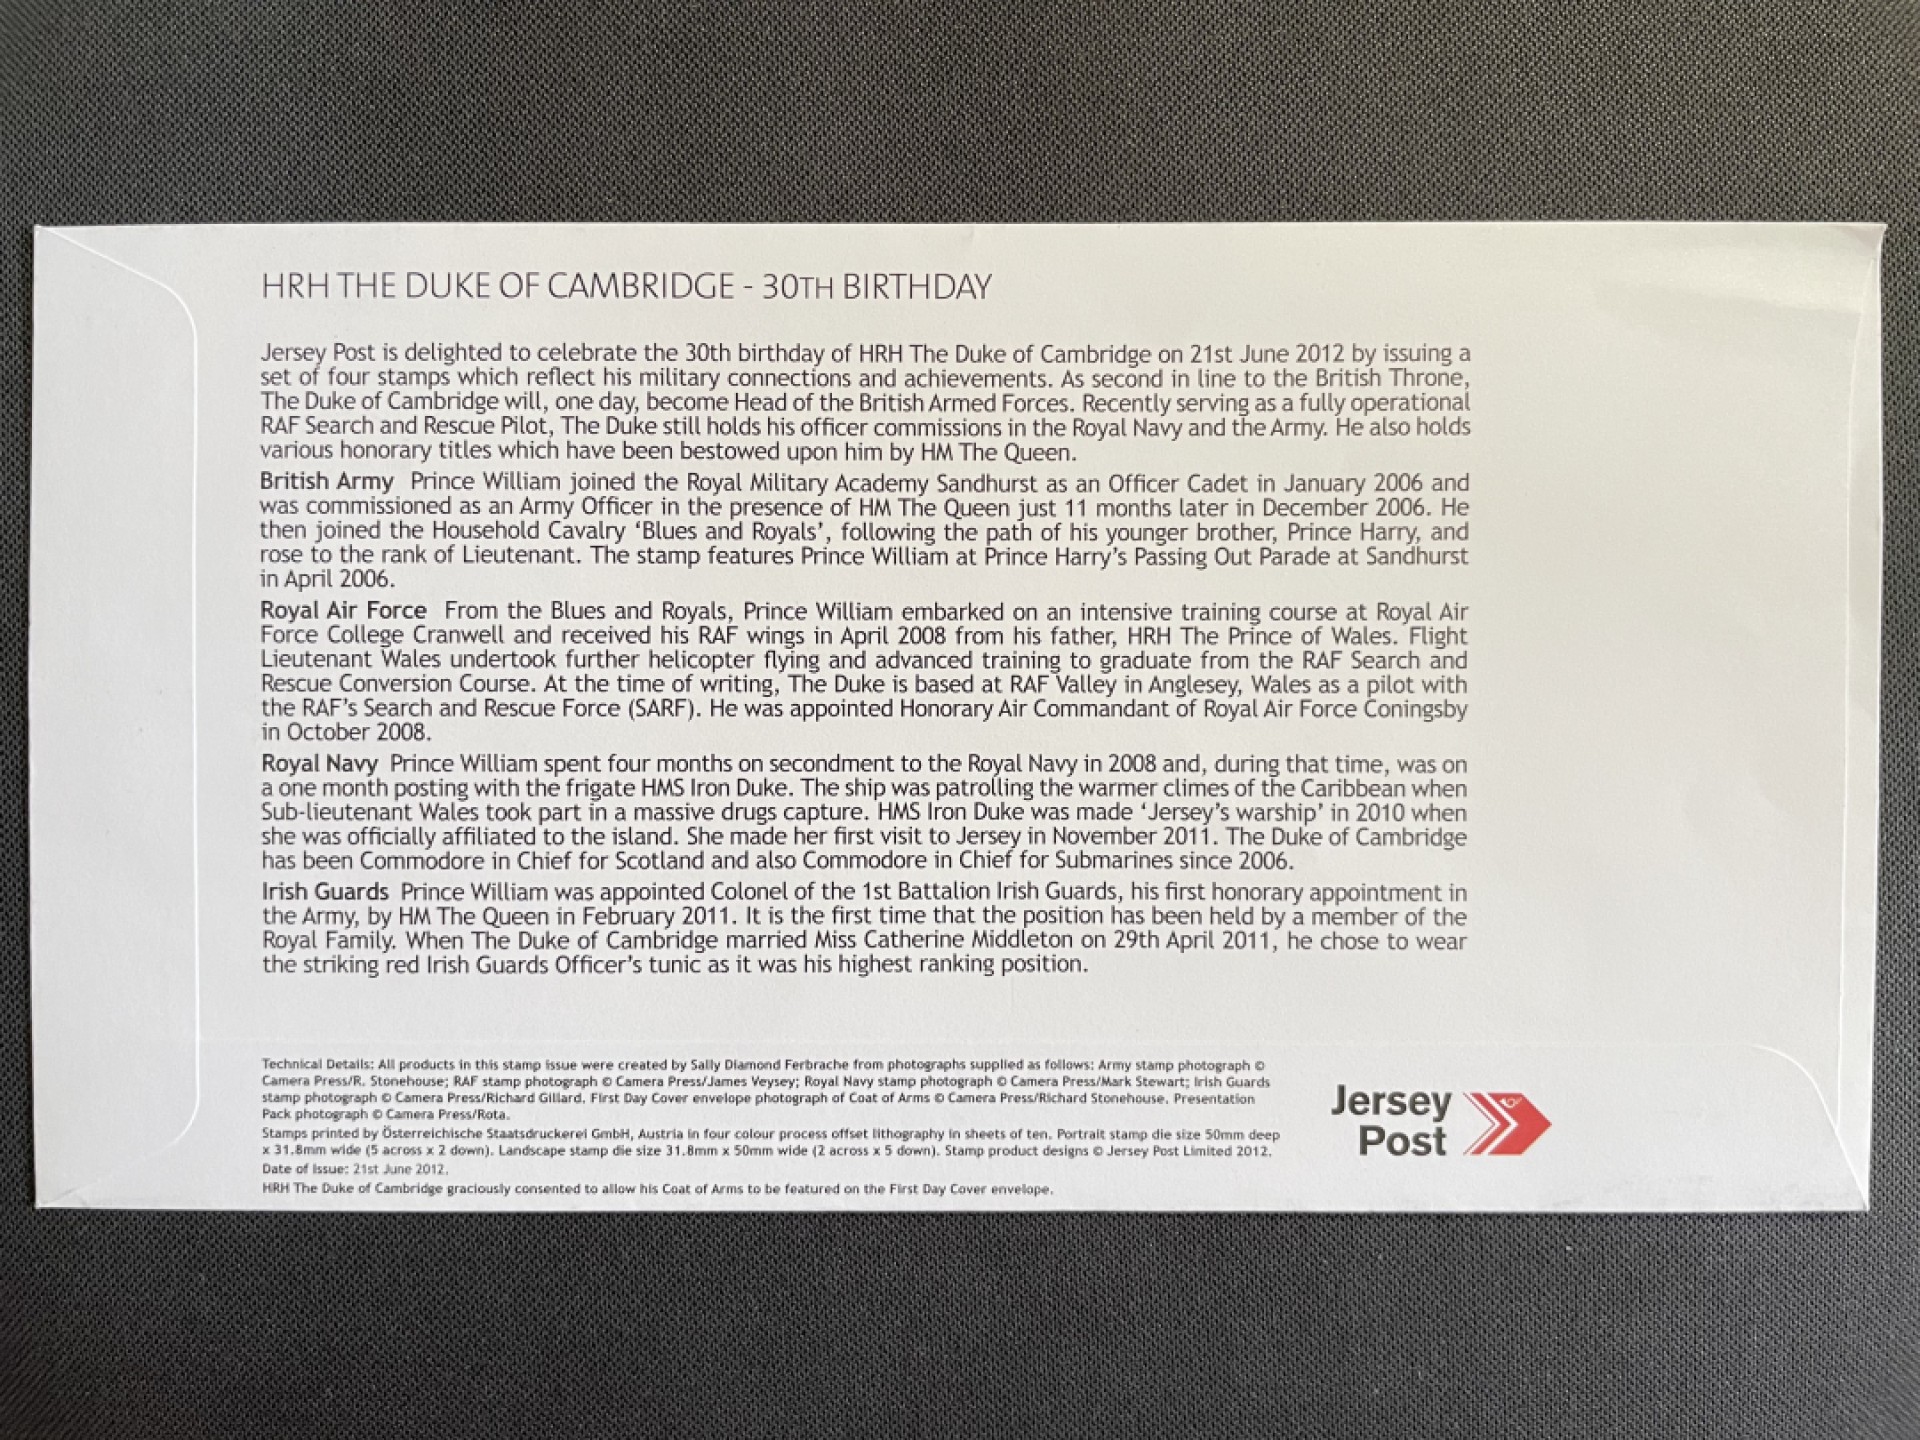 HRH THE DUKE OF CAMBRIDGE - 30TH BIRTHDAY
Jersey Post is delighted to celebrate the 30th birthday of HRH The Duke of Cambridge on 21st June 2012 by issuing a
set of four stamps which reflect his military connections and achievements. As second in line to the British Throne,
The Duke of Cambridge will, one day, become Head of the British Armed Forces. Recently serving as a fully operational
RAF Search and Rescue Pilot, The Duke still holds his officer commissions in the Royal Navy and the Army. He also holds
various honorary titles which have been bestowed upon him by HM The Queen.
British Army Prince William joined the Royal Military Academy Sandhurst as an Officer Cadet in January 2006 and
was commissioned as an Army Officer in the presence of HM The Queen just 11 months later in December 2006. He
then joined the Household Cavalry ‘Blues and Royals’, following the path of his younger brother, Prince Harry, and
rose to the rank of Lieutenant. The stamp features Prince William at Prince Harry’s Passing Out Parade at Sandhurst
in April 2006.
Royal Air Force From the Blues and Royals, Prince William embarked on an intensive training course at Royal Air
Force College Cranwell and received his RAF wings in April 2008 from his father, HRH The Prince of Wales. Flight
Lieutenant Wales undertook further helicopter flying and advanced training to graduate from the RAF Search and
Rescue Conversion Course. At the time of writing, The Duke is based at RAF Valley in Anglesey, Wales as a pilot with
the RAF’s Search and Rescue Force (SARF). He was appointed Honorary Air Commandant of Royal Air Force Coningsby
in October 2008.
Royal Navy Prince William spent four months on secondment to the Royal Navy in 2008 and, during that time, was on
a one month posting with the frigate HMS Iron Duke. The ship was patrolling the warmer climes of the Caribbean when
Sub-lieutenant Wales took part in a massive drugs capture. HMS Iron Duke was made ‘Jersey’s warship’ in 2010 when
she was officially affiliated to the island. She made her first visit to Jersey in November 2011. The Duke of Cambridge
has been Commodore in Chief for Scotland and also Commodore in Chief for Submarines since 2006.
Irish Guards Prince William was appointed Colonel of the 1st Battalion Irish Guards, his first honorary appointment in
the Army, by HM The Queen in February 2011. It is the first time that the position has been held by a member of the
Royal Family. When The Duke of Cambridge married Miss Catherine Middleton on 29th April 2011, he chose to wear
the striking red Irish Guards Officer’s tunic as it was his highest ranking position.
Technical Details: All products in this stamp issue were created by Sally Diamond Ferbrache from photographs supplied as follows: Army stamp photograph ©
Camera Press/R. Stonehouse; RAF stamp photograph © Camera Press/James Veysey; Royal Navy stamp photograph © Camera Press/Mark Stewart; Irish Guards
stamp photograph © Camera Press/Richard Gillard. First Day Cover envelope photograph of Coat of Arms © Camera Press/Richard Stonehouse. Presentation
Pack photograph © Camera Press/Rota.
Stamps printed by Österreichische Staatsdruckerei GmbH, Austria in four colour process offset lithography in sheets of ten. Portrait stamp die size 50mm deep
x 31.8mm wide (5 across x 2 down). Landscape stamp die size 31.8mm x 50mm wide (2 across x 5 down). Stamp product designs © Jersey Post Limited 2012.
Date of Issue: 21st June 2012.
HRH The Duke of Cambridge graciously consented to allow his Coat of Arms to be featured on the First Day Cover envelope.
Jersey
Post